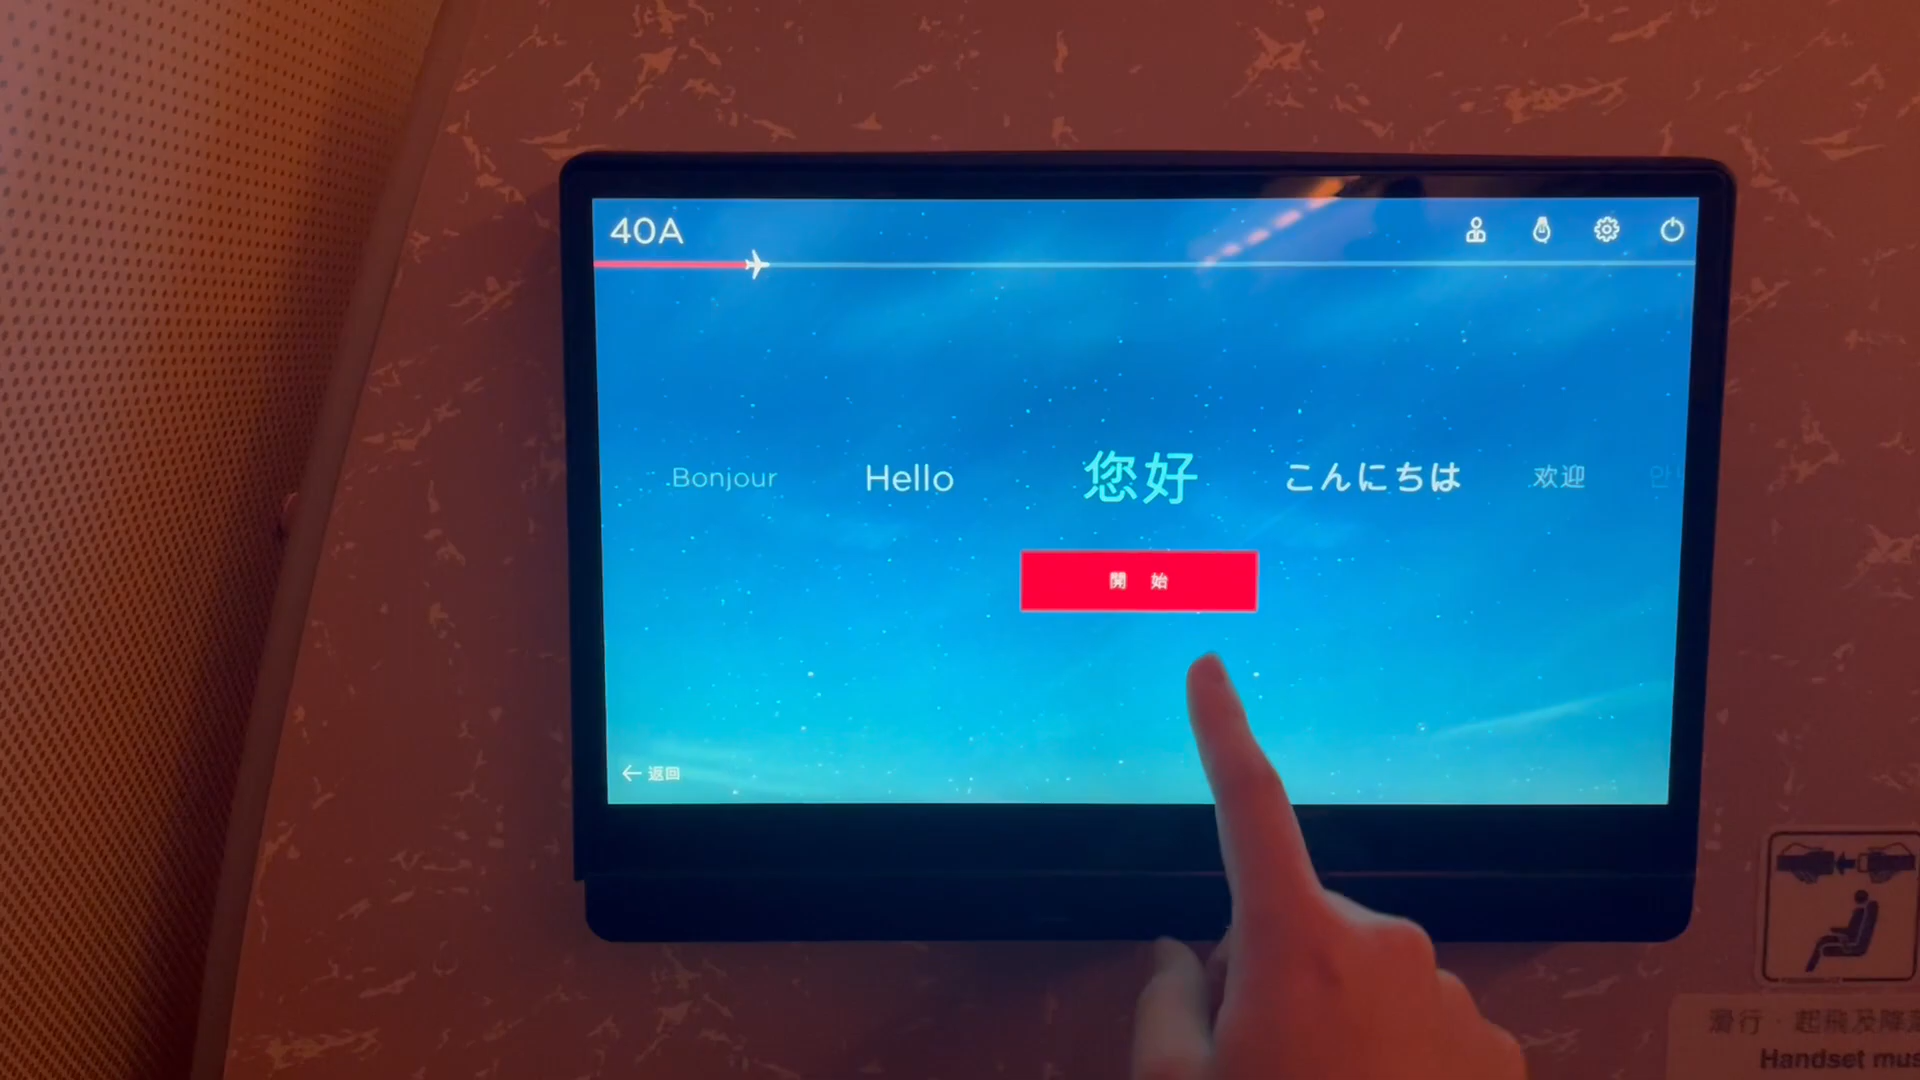 40A
Bonjour Hello 您好 こんにちは 欢迎
開 始
← 返回
滑行．起飛及降落
Handset mus